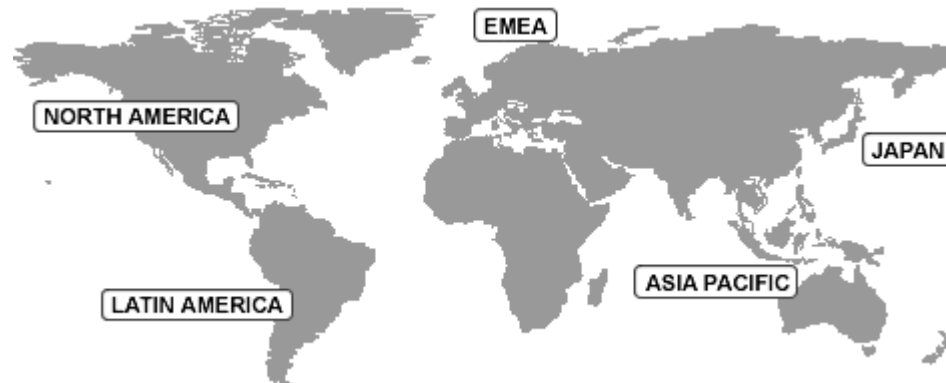 EMEA
NORTH AMERICA
JAPAN
ASIA PACIFIC
LATIN AMERICA